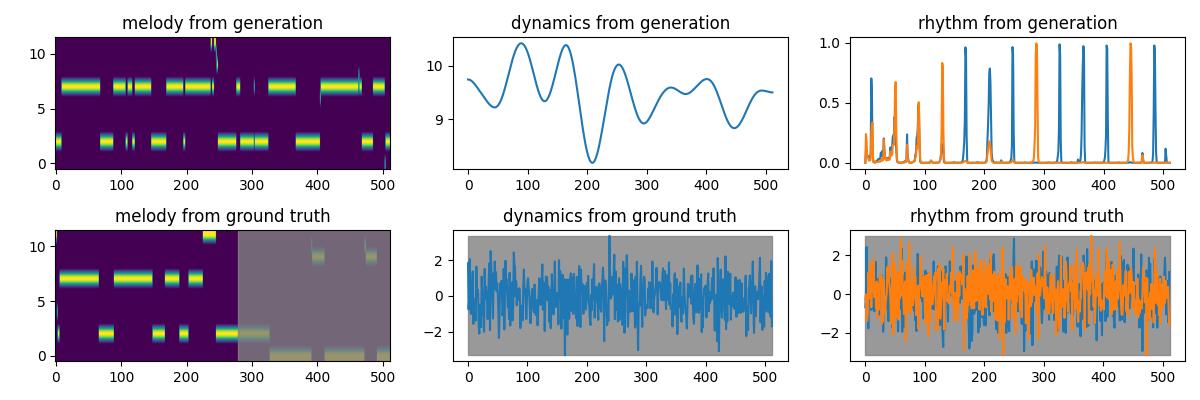 melody from generation
10
5
0
0 100 200 300 400 500
dynamics from generation
10
9
0 100 200 300 400 500
rhythm from generation
1.0
0.5
0.0
0 100 200 300 400 500
melody from ground truth
10
5
0
0 100 200 300 400 500
dynamics from ground truth
2
0
−2
0 100 200 300 400 500
rhythm from ground truth
2
0
−2
0 100 200 300 400 500